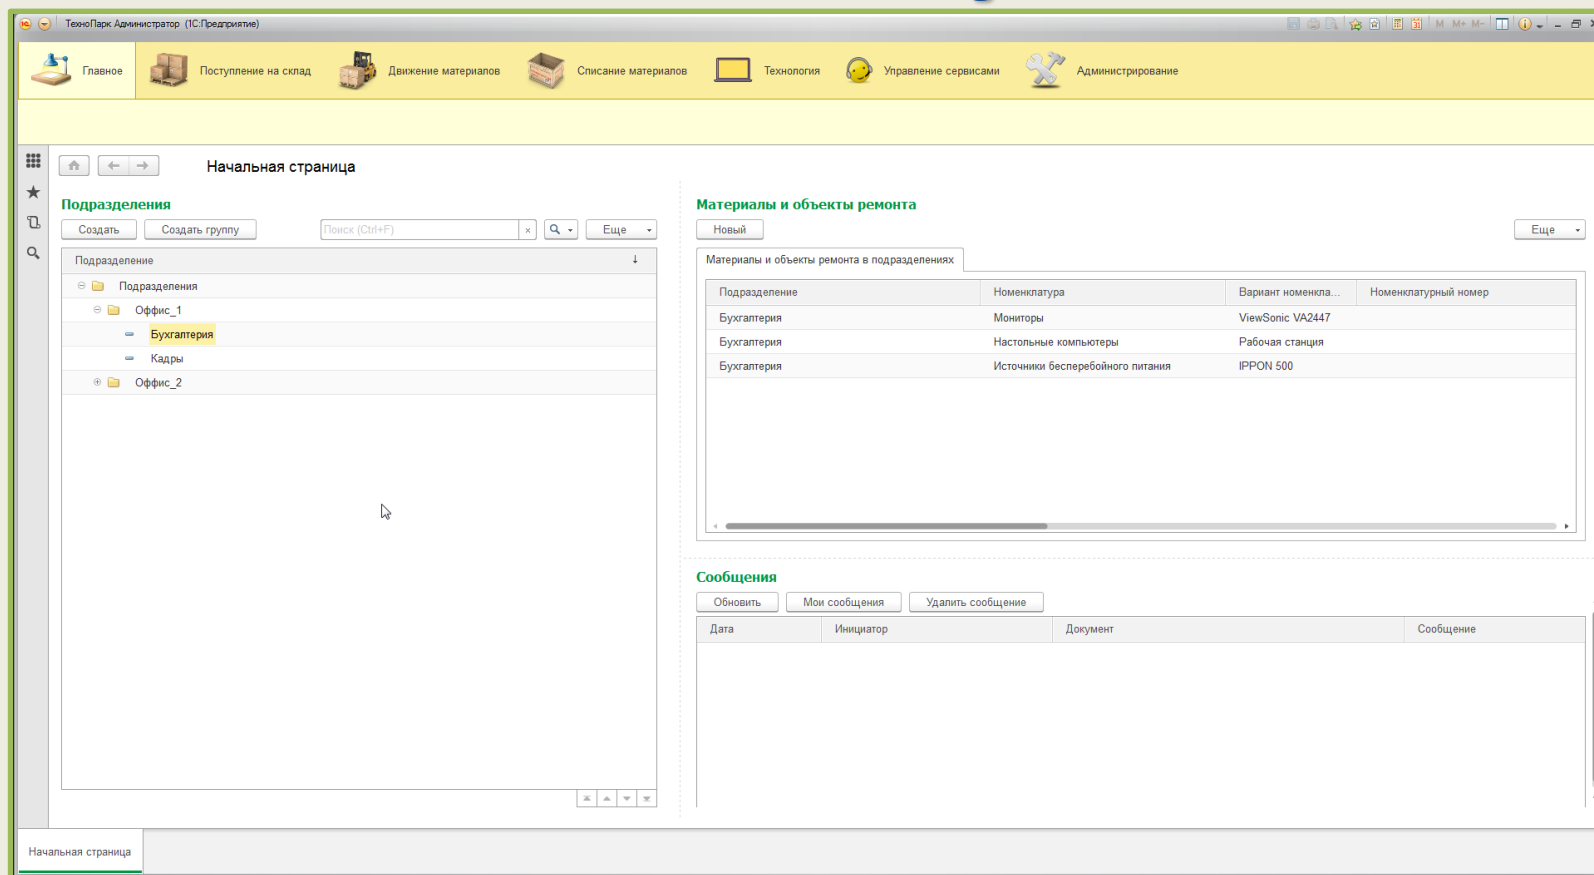 ТехноПарк Администратор (1С:Предприятие)
M M+ M-
Главное Поступление на склад Движение материалов Списание материалов Технология Управление сервисами Администрирование
Начальная страница
Подразделения
Создать Создать группу Поиск (Ctrl+F) × Еще
Подразделение ↓
Подразделения
Оффис_1
Бухгалтерия
Кадры
Оффис_2
Материалы и объекты ремонта
Новый Еще
Материалы и объекты ремонта в подразделениях
Подразделение Номенклатура Вариант номенкла... Номенклатурный номер
Бухгалтерия Мониторы ViewSonic VA2447
Бухгалтерия Настольные компьютеры Рабочая станция
Бухгалтерия Источники бесперебойного питания IPPON 500
Сообщения
Обновить Мои сообщения Удалить сообщение
Дата Инициатор Документ Сообщение
Начальная страница